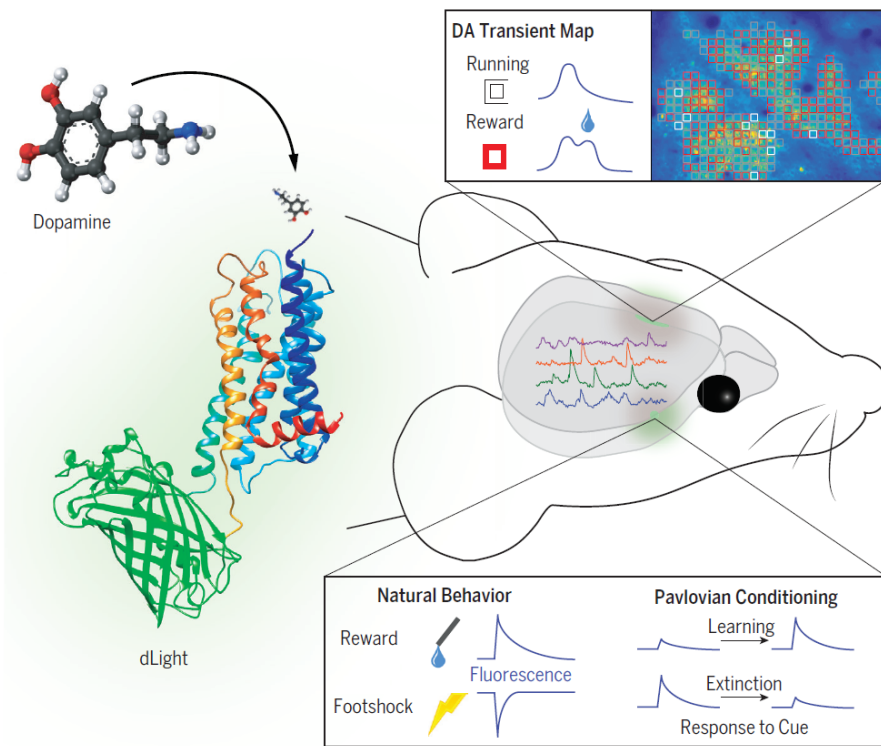 DA Transient Map
Running
Reward
Dopamine
dLight
Natural Behavior
Reward
Fluorescence
Footshock
Pavlovian Conditioning
Learning
Extinction
Response to Cue